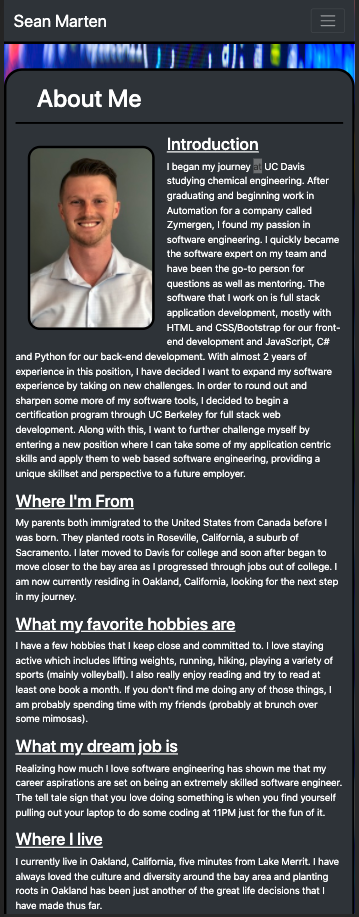 Sean Marten
About Me
Introduction
I began my journey at UC Davis
studying chemical engineering. After
graduating and beginning work in
Automation for a company called
Zymergen, I found my passion in
software engineering. I quickly became
the software expert on my team and
have been the go-to person for
questions as well as mentoring. The
software that I work on is full stack
application development, mostly with
HTML and CSS/Bootstrap for our front-
end development and JavaScript, C#
and Python for our back-end development. With almost 2 years of
experience in this position, I have decided I want to expand my software
experience by taking on new challenges. In order to round out and
sharpen some more of my software tools, I decided to begin a
certification program through UC Berkeley for full stack web
development. Along with this, I want to further challenge myself by
entering a new position where I can take some of my application centric
skills and apply them to web based software engineering, providing a
unique skillset and perspective to a future employer.
Where I'm From
My parents both immigrated to the United States from Canada before I
was born. They planted roots in Roseville, California, a suburb of
Sacramento. I later moved to Davis for college and soon after began to
move closer to the bay area as I progressed through jobs out of college. I
am now currently residing in Oakland, California, looking for the next step
in my journey.
What my favorite hobbies are
I have a few hobbies that I keep close and committed to. I love staying
active which includes lifting weights, running, hiking, playing a variety of
sports (mainly volleyball). I also really enjoy reading and try to read at
least one book a month. If you don't find me doing any of those things, I
am probably spending time with my friends (probably at brunch over
some mimosas).
What my dream job is
Realizing how much I love software engineering has shown me that my
career aspirations are set on being an extremely skilled software engineer.
The tell tale sign that you love doing something is when you find yourself
pulling out your laptop to do some coding at 11PM just for the fun of it.
Where I live
I currently live in Oakland, California, five minutes from Lake Merrit. I have
always loved the culture and diversity around the bay area and planting
roots in Oakland has been just another of the great life decisions that I
have made thus far.